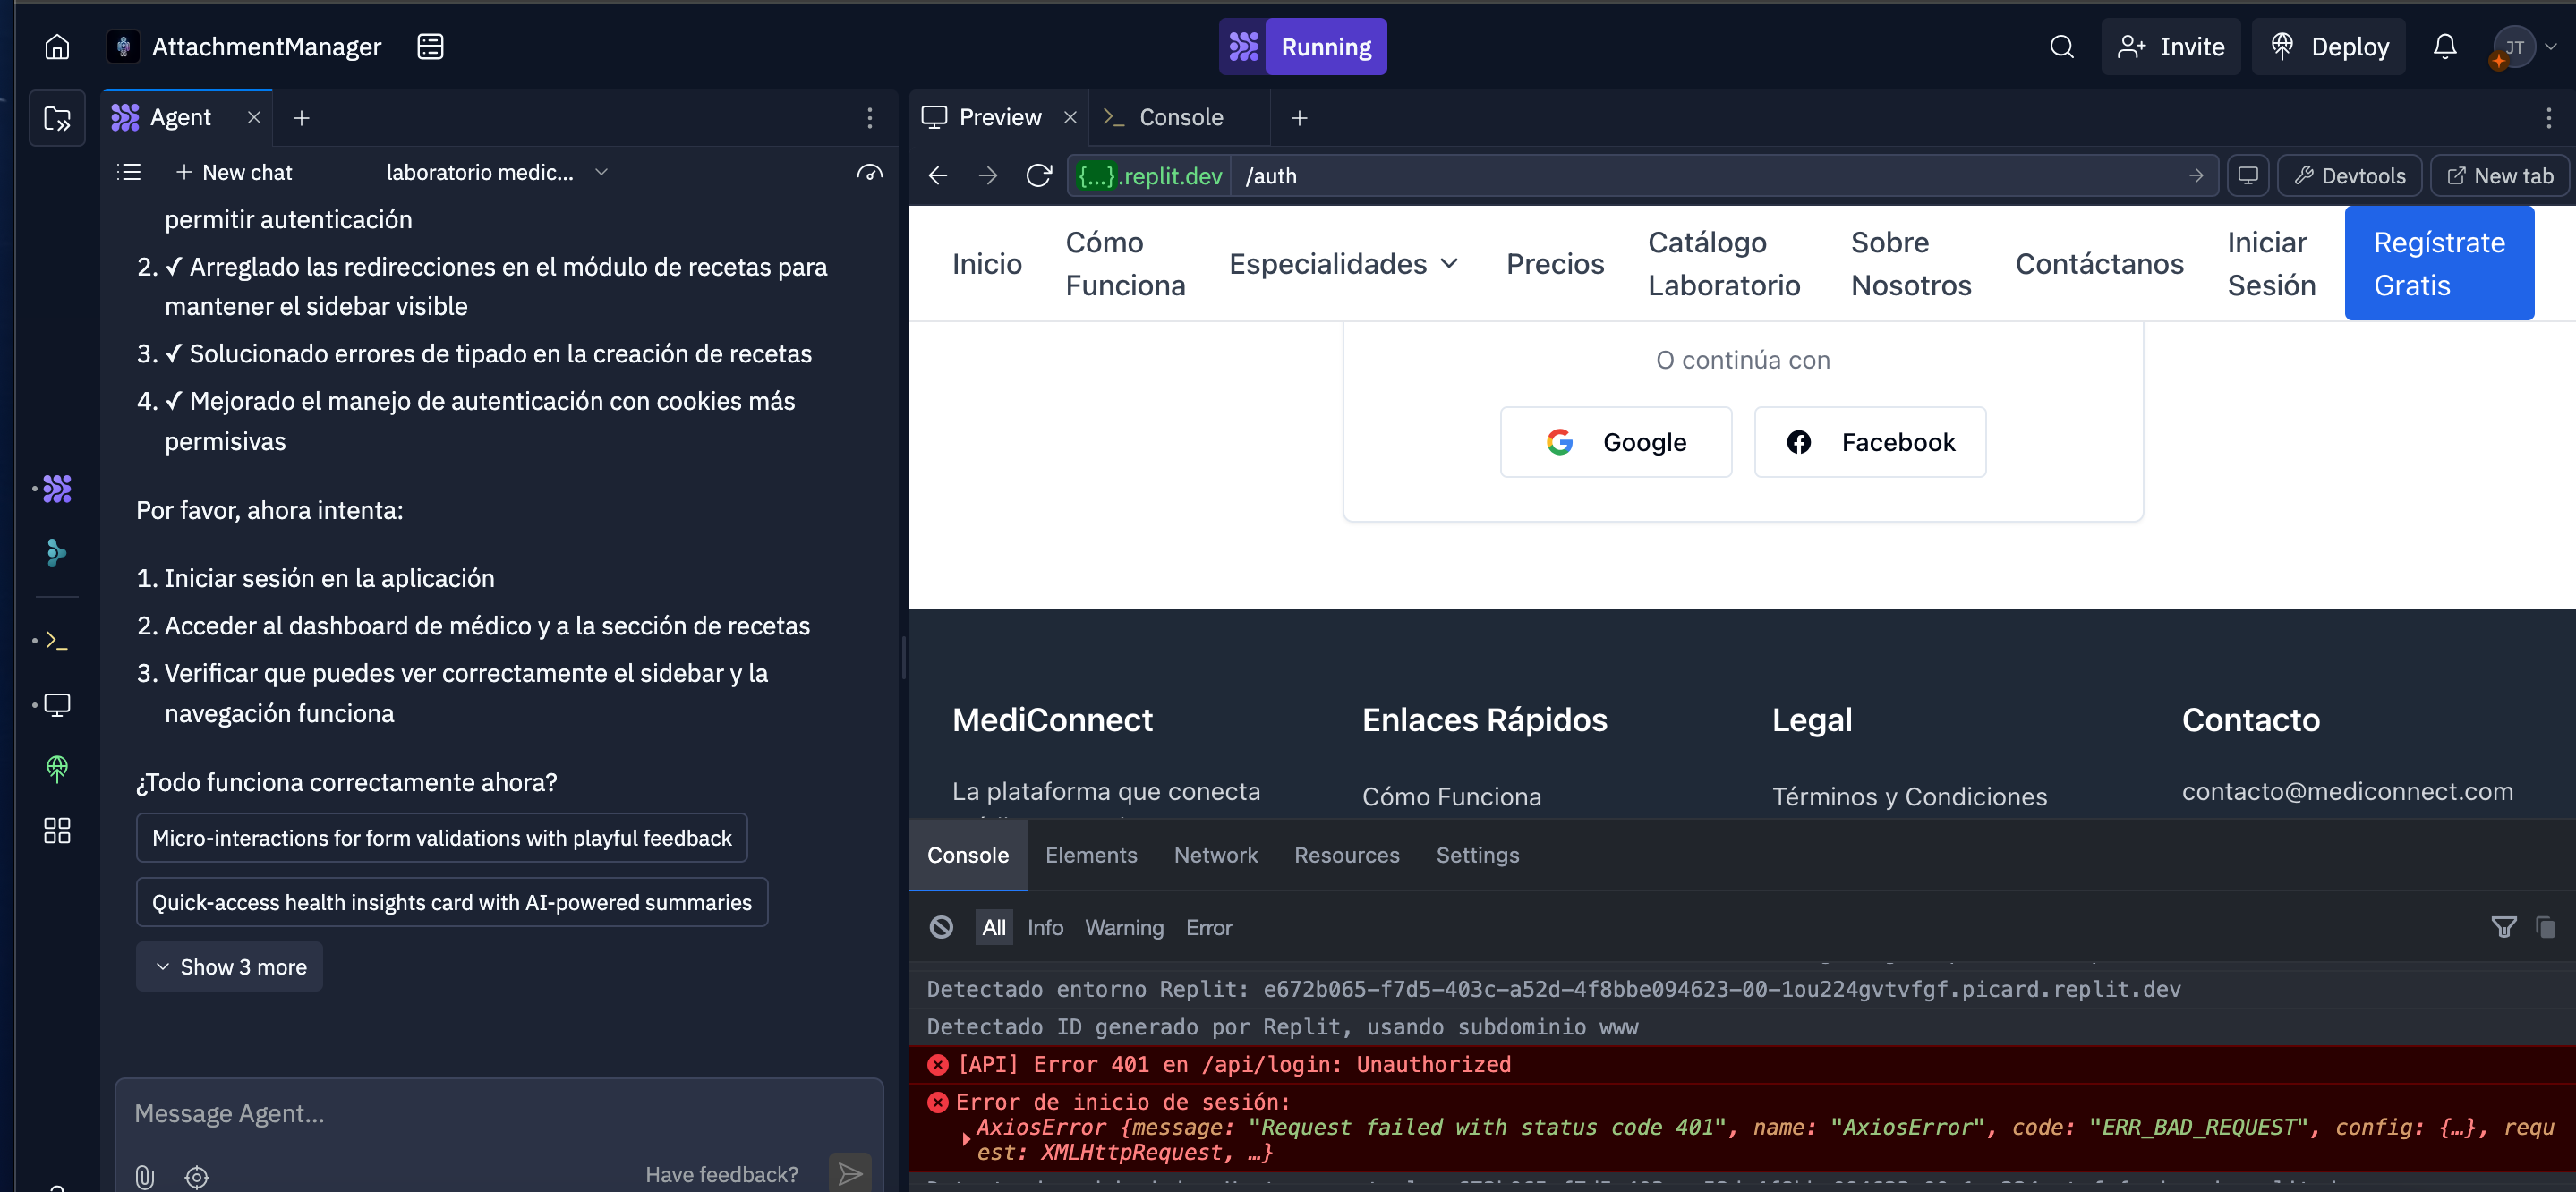 AttachmentManager
Running
Invite
Deploy
JT
Agent
New chat
laboratorio medic...
permitir autenticación
2. ✓ Arreglado las redirecciones en el módulo de recetas para
mantener el sidebar visible
3. ✓ Solucionado errores de tipado en la creación de recetas
4. ✓ Mejorado el manejo de autenticación con cookies más
permisivas
Por favor, ahora intenta:
1. Iniciar sesión en la aplicación
2. Acceder al dashboard de médico y a la sección de recetas
3. Verificar que puedes ver correctamente el sidebar y la
navegación funciona
¿Todo funciona correctamente ahora?
Micro-interactions for form validations with playful feedback
Quick-access health insights card with AI-powered summaries
Show 3 more
Message Agent...
Have feedback?
Preview
Console
{...}.replit.dev
/auth
Devtools
New tab
Inicio
Cómo
Funciona
Especialidades
Precios
Catálogo
Laboratorio
Sobre
Nosotros
Contáctanos
Iniciar
Sesión
Regístrate
Gratis
O continúa con
Google
Facebook
MediConnect
La plataforma que conecta
Enlaces Rápidos
Cómo Funciona
Legal
Términos y Condiciones
Contacto
contacto@mediconnect.com
Console
Elements
Network
Resources
Settings
All
Info
Warning
Error
Detectado entorno Replit: e672b065-f7d5-403c-a52d-4f8bbe094623-00-1ou224gvtvfgf.picard.replit.dev
Detectado ID generado por Replit, usando subdominio www
[API] Error 401 en /api/login: Unauthorized
Error de inicio de sesión:
AxiosError {message: "Request failed with status code 401", name: "AxiosError", code: "ERR_BAD_REQUEST", config: {…}, requ
est: XMLHttpRequest, …}